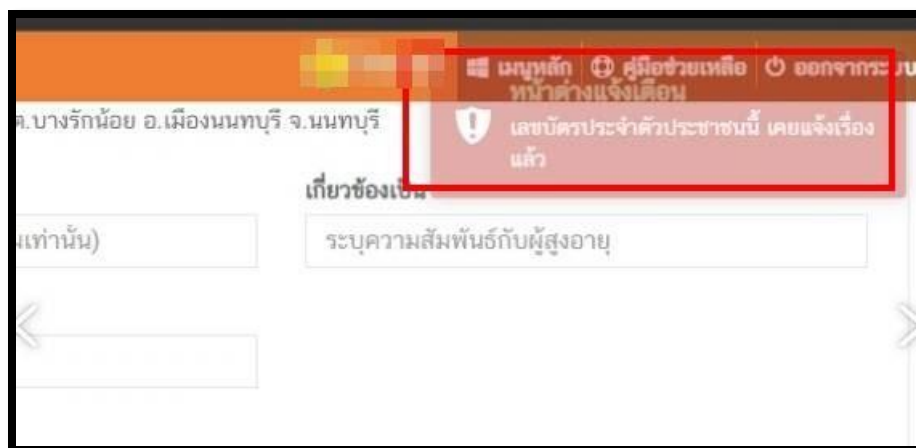 เมนูหลัก คู่มือช่วยเหลือ ออกจากระบบ
หน้าต่างแจ้งเตือน
ต.บางรักน้อย อ.เมืองนนทบุรี จ.นนทบุรี
เลขบัตรประจำตัวประชาชนนี้ เคยแจ้งเรื่อง
แล้ว
เกี่ยวข้องเป็น
มเท่านั้น)
ระบุความสัมพันธ์กับผู้สูงอายุ